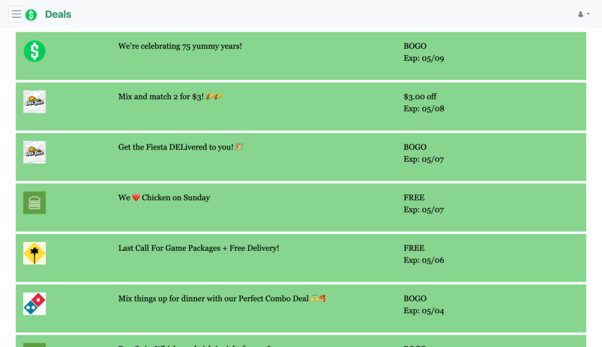 Deals
We're celebrating 75 yummy years!
BOGO
Exp: 05/09
Mix and match 2 for $3! 🌮🌮
$3.00 off
Exp: 05/08
Get the Fiesta DELivered to you! 🎉
BOGO
Exp: 05/07
We ❤️ Chicken on Sunday
FREE
Exp: 05/07
Last Call For Game Packages + Free Delivery!
FREE
Exp: 05/06
Mix things up for dinner with our Perfect Combo Deal
BOGO
Exp: 05/04